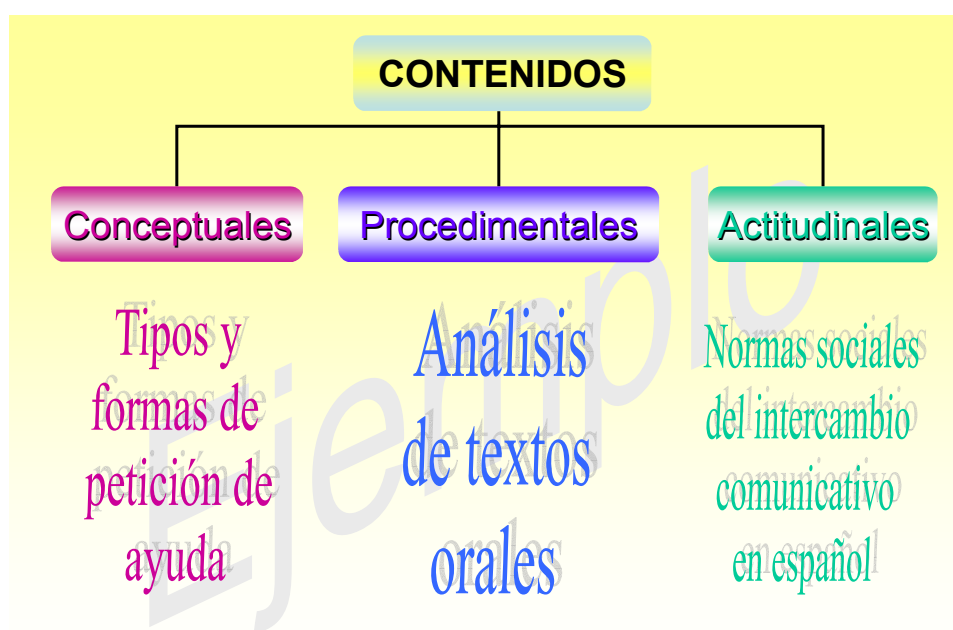 CONTENIDOS
Conceptuales
Procedimentales
Actitudinales
Tipos y
formas de
petición de
ayuda
Análisis
de textos
orales
Normas sociales
del intercambio
comunicativo
en español
Ejemplo